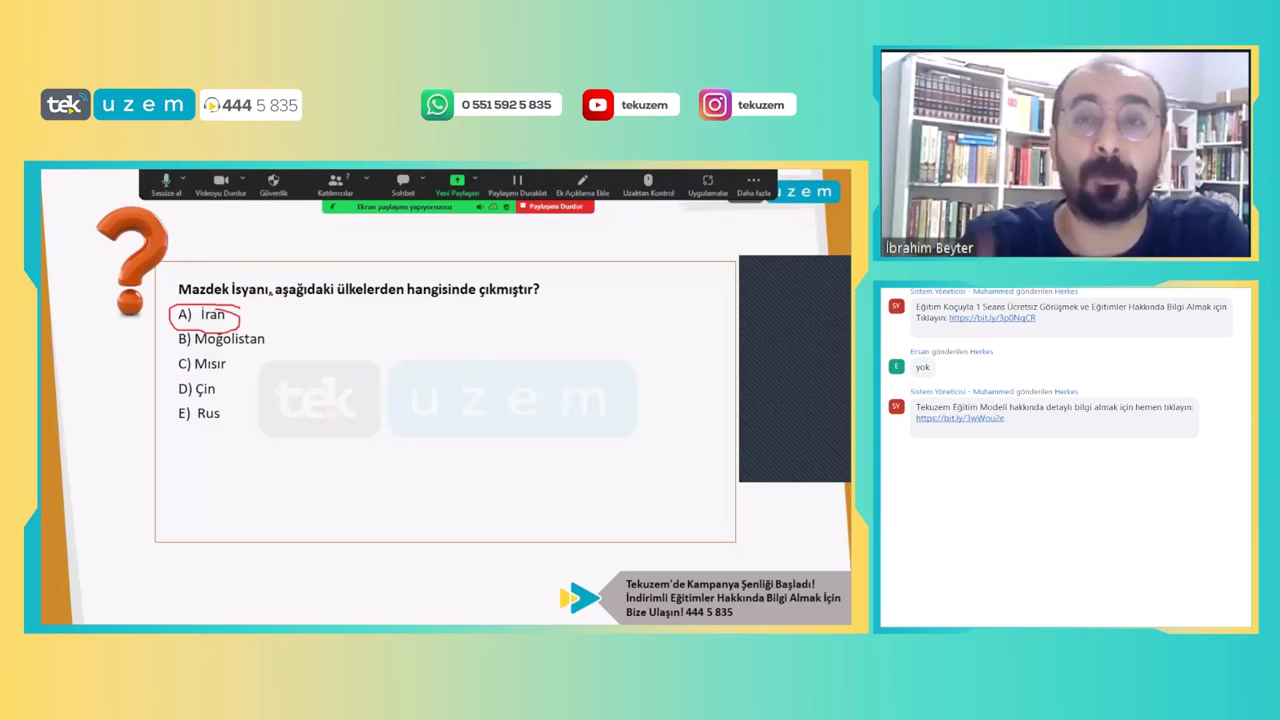 tek uzem 444 5 835
0 551 592 5 835 tekuzem tekuzem
Sessize al Videoyu Durdur Güvenlik Katılımcılar 7 Sohbet Yeni Paylaşım Paylaşımı Duraklat Ek Açıklama Ekle Uzaktan Kontrol Uygulamalar Daha fazla
Ekran paylaşımı yapıyorsunuz Paylaşımı Durdur
uzem
Mazdek İsyanı, aşağıdaki ülkelerden hangisinde çıkmıştır?
A) İran
B) Moğolistan
C) Mısır
D) Çin
E) Rus
tek uzem
Tekuzem'de Kampanya Şenliği Başladı!
İndirimli Eğitimler Hakkında Bilgi Almak İçin
Bize Ulaşın! 444 5 835
İbrahim Beyter
Sistem Yöneticisi - Muhammed gönderilen Herkes
SY
Eğitim Koçuyla 1 Seans Ücretsiz Görüşmek ve Eğitimler Hakkında Bilgi Almak için
Tıklayın: https://bit.ly/3p0NqCR
Ersan gönderilen Herkes
E
yok
Sistem Yöneticisi - Muhammed gönderilen Herkes
SY
Tekuzem Eğitim Modeli hakkında detaylı bilgi almak için hemen tıklayın:
https://bit.ly/3wWou2e